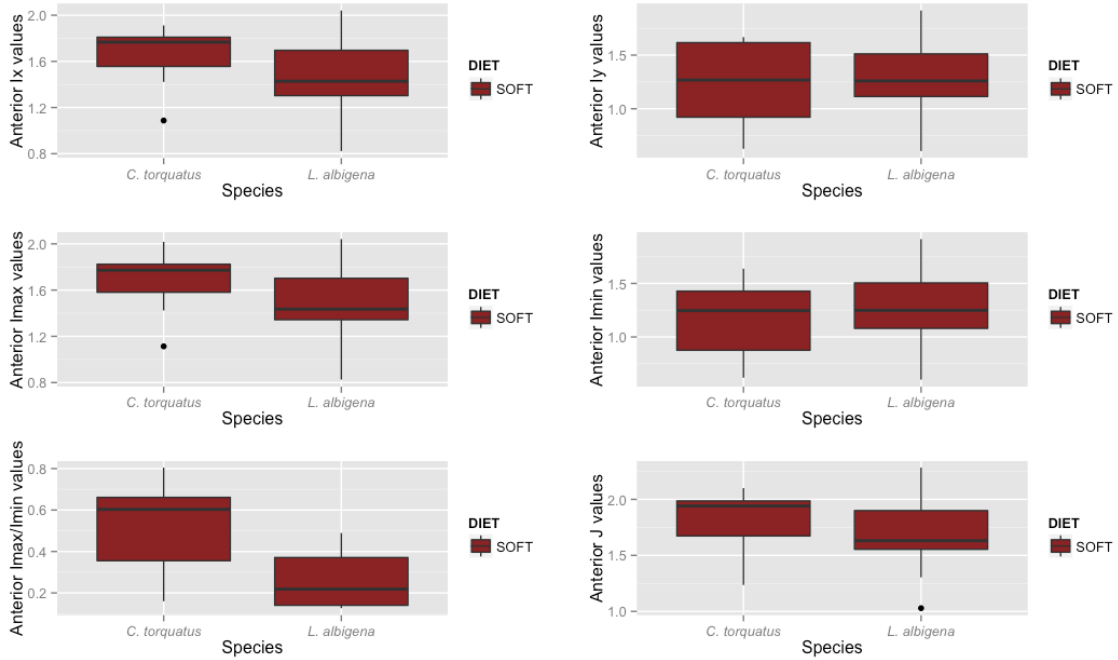 Anterior Ix values
2.0
1.6
1.2
0.8
C. torquatus
L. albigena
Species
DIET
SOFT
Anterior Iy values
1.5
1.0
C. torquatus
L. albigena
Species
DIET
SOFT
Anterior Imax values
2.0
1.6
1.2
0.8
C. torquatus
L. albigena
Species
DIET
SOFT
Anterior Imin values
1.5
1.0
C. torquatus
L. albigena
Species
DIET
SOFT
Anterior Imax/Imin values
0.8
0.6
0.4
0.2
C. torquatus
L. albigena
Species
DIET
SOFT
Anterior J values
2.0
1.5
1.0
C. torquatus
L. albigena
Species
DIET
SOFT